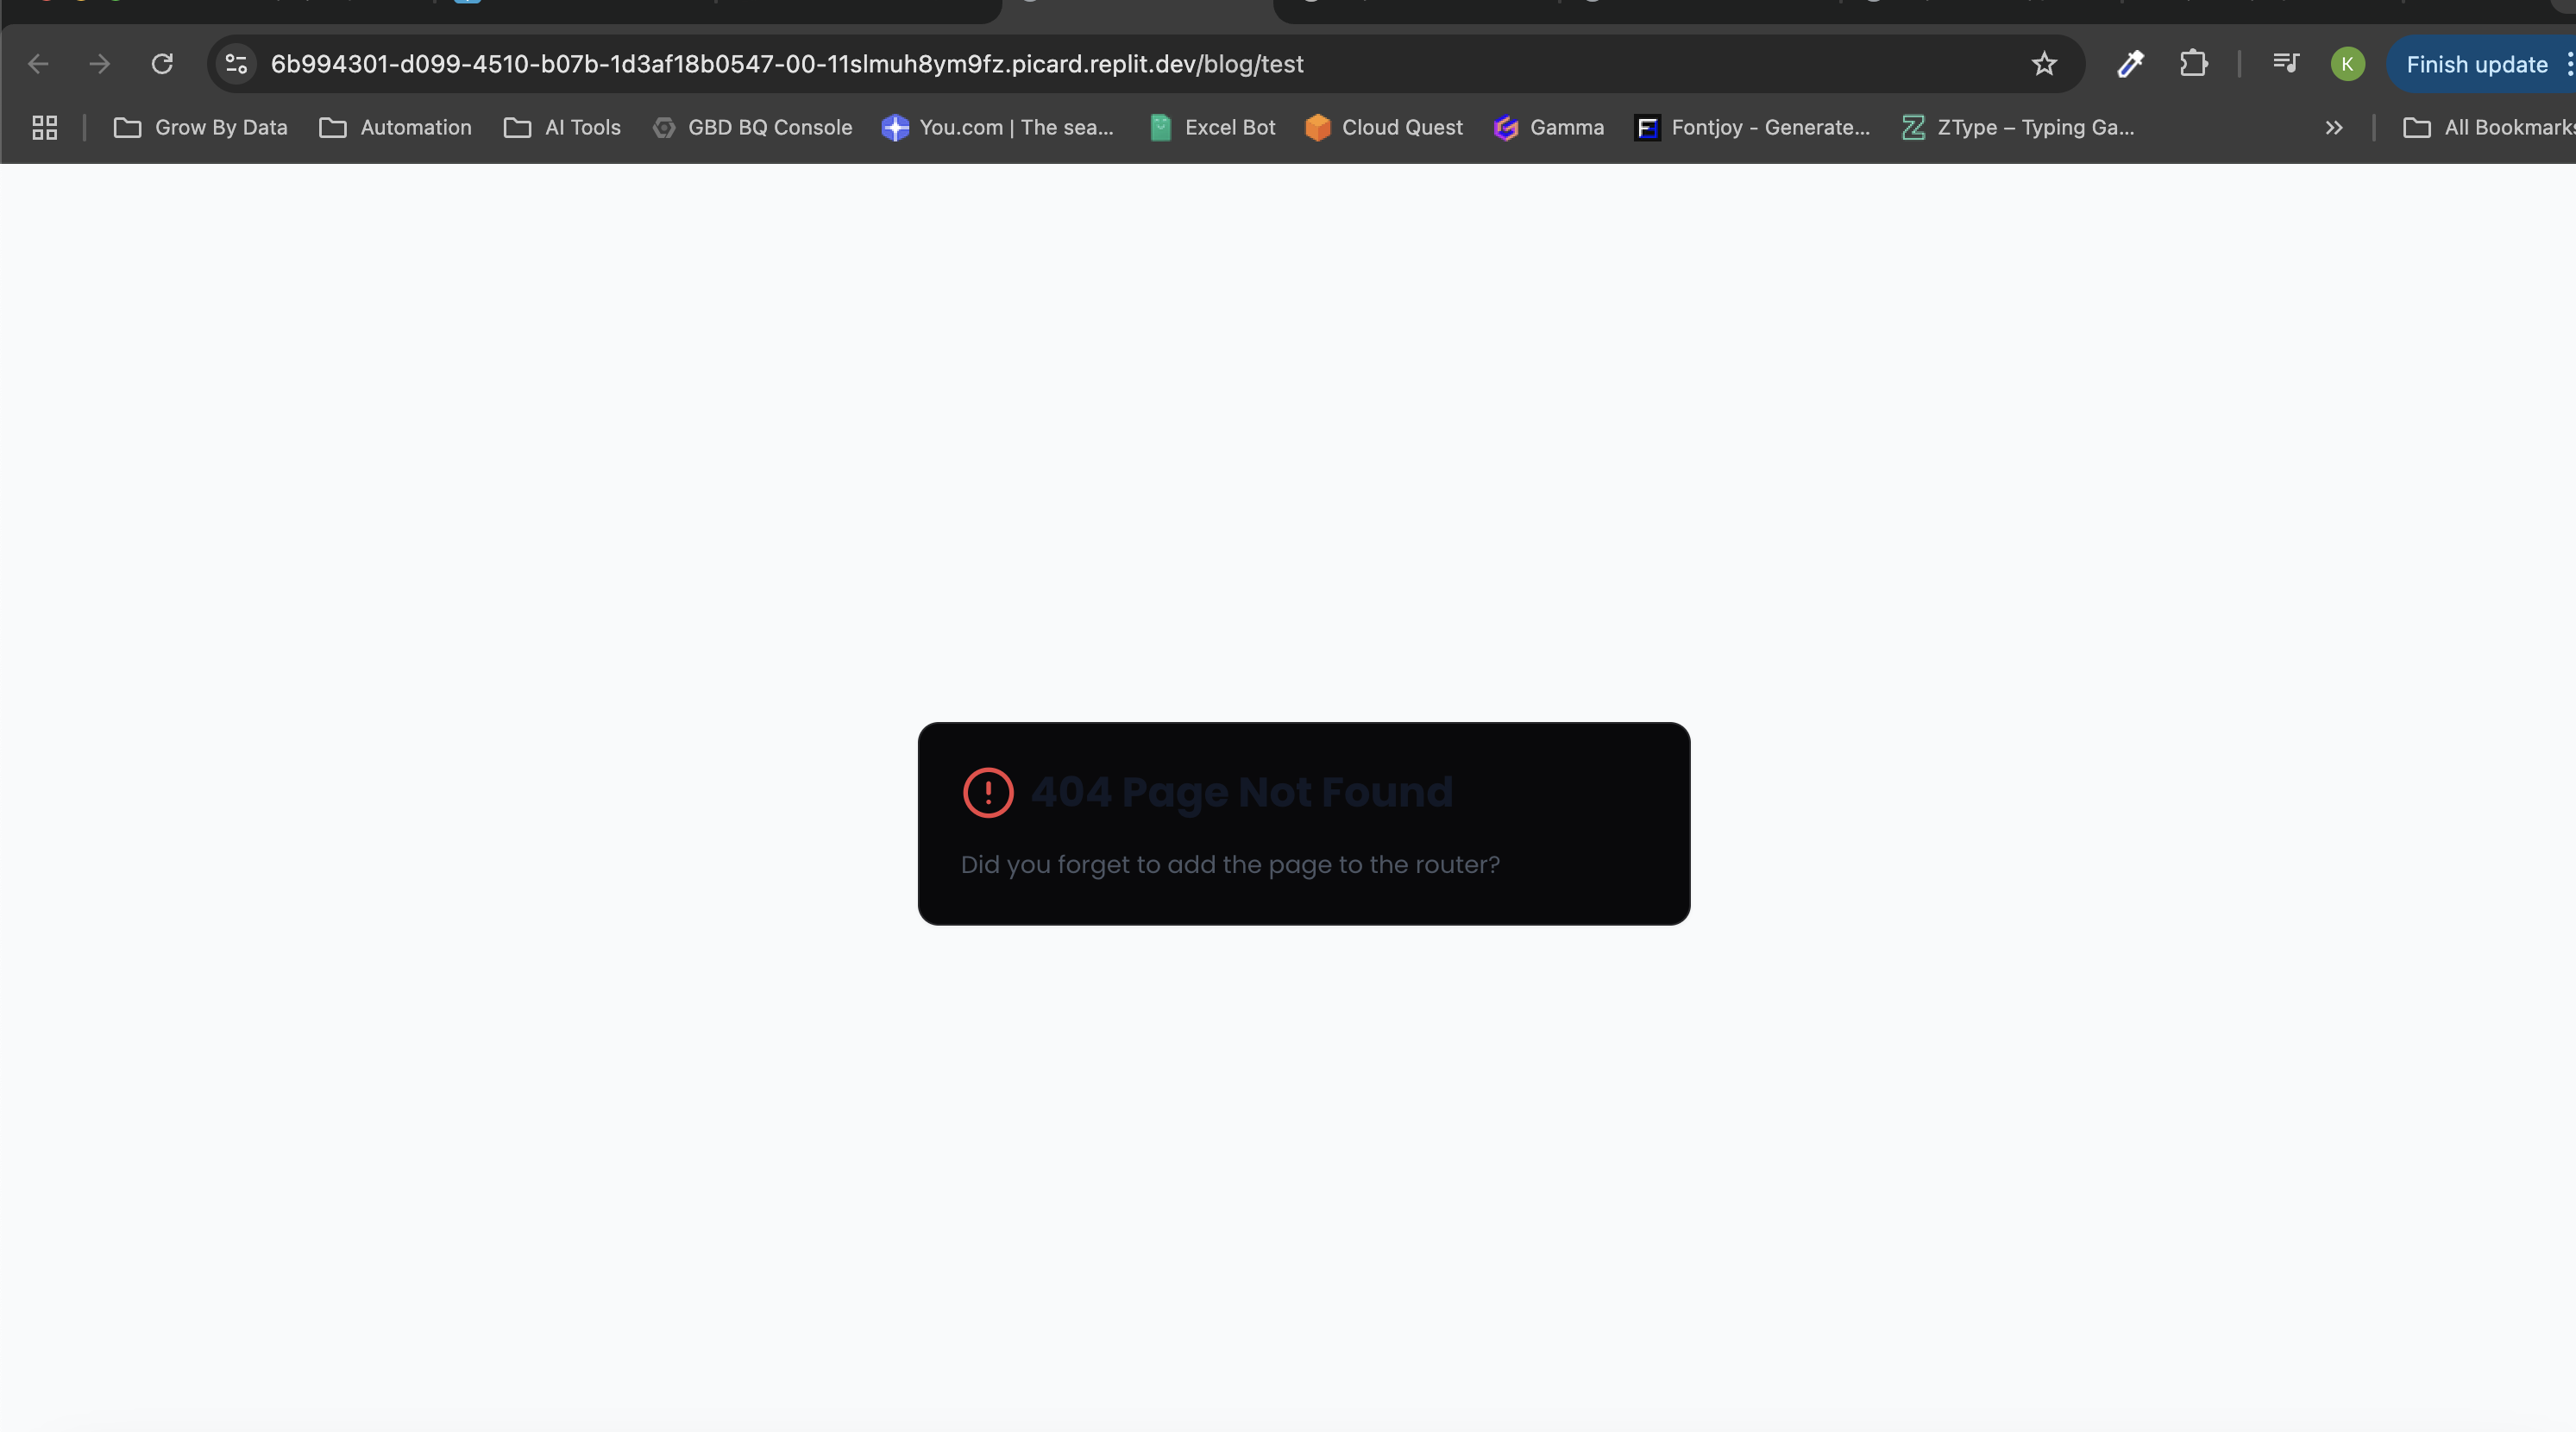 6b994301-d099-4510-b07b-1d3af18b0547-00-11slmuh8ym9fz.picard.replit.dev/blog/test
K
Finish update
Grow By Data
Automation
AI Tools
GBD BQ Console
You.com | The sea...
Excel Bot
Cloud Quest
Gamma
Fontjoy - Generate...
ZType – Typing Ga...
All Bookmarks
404 Page Not Found
Did you forget to add the page to the router?